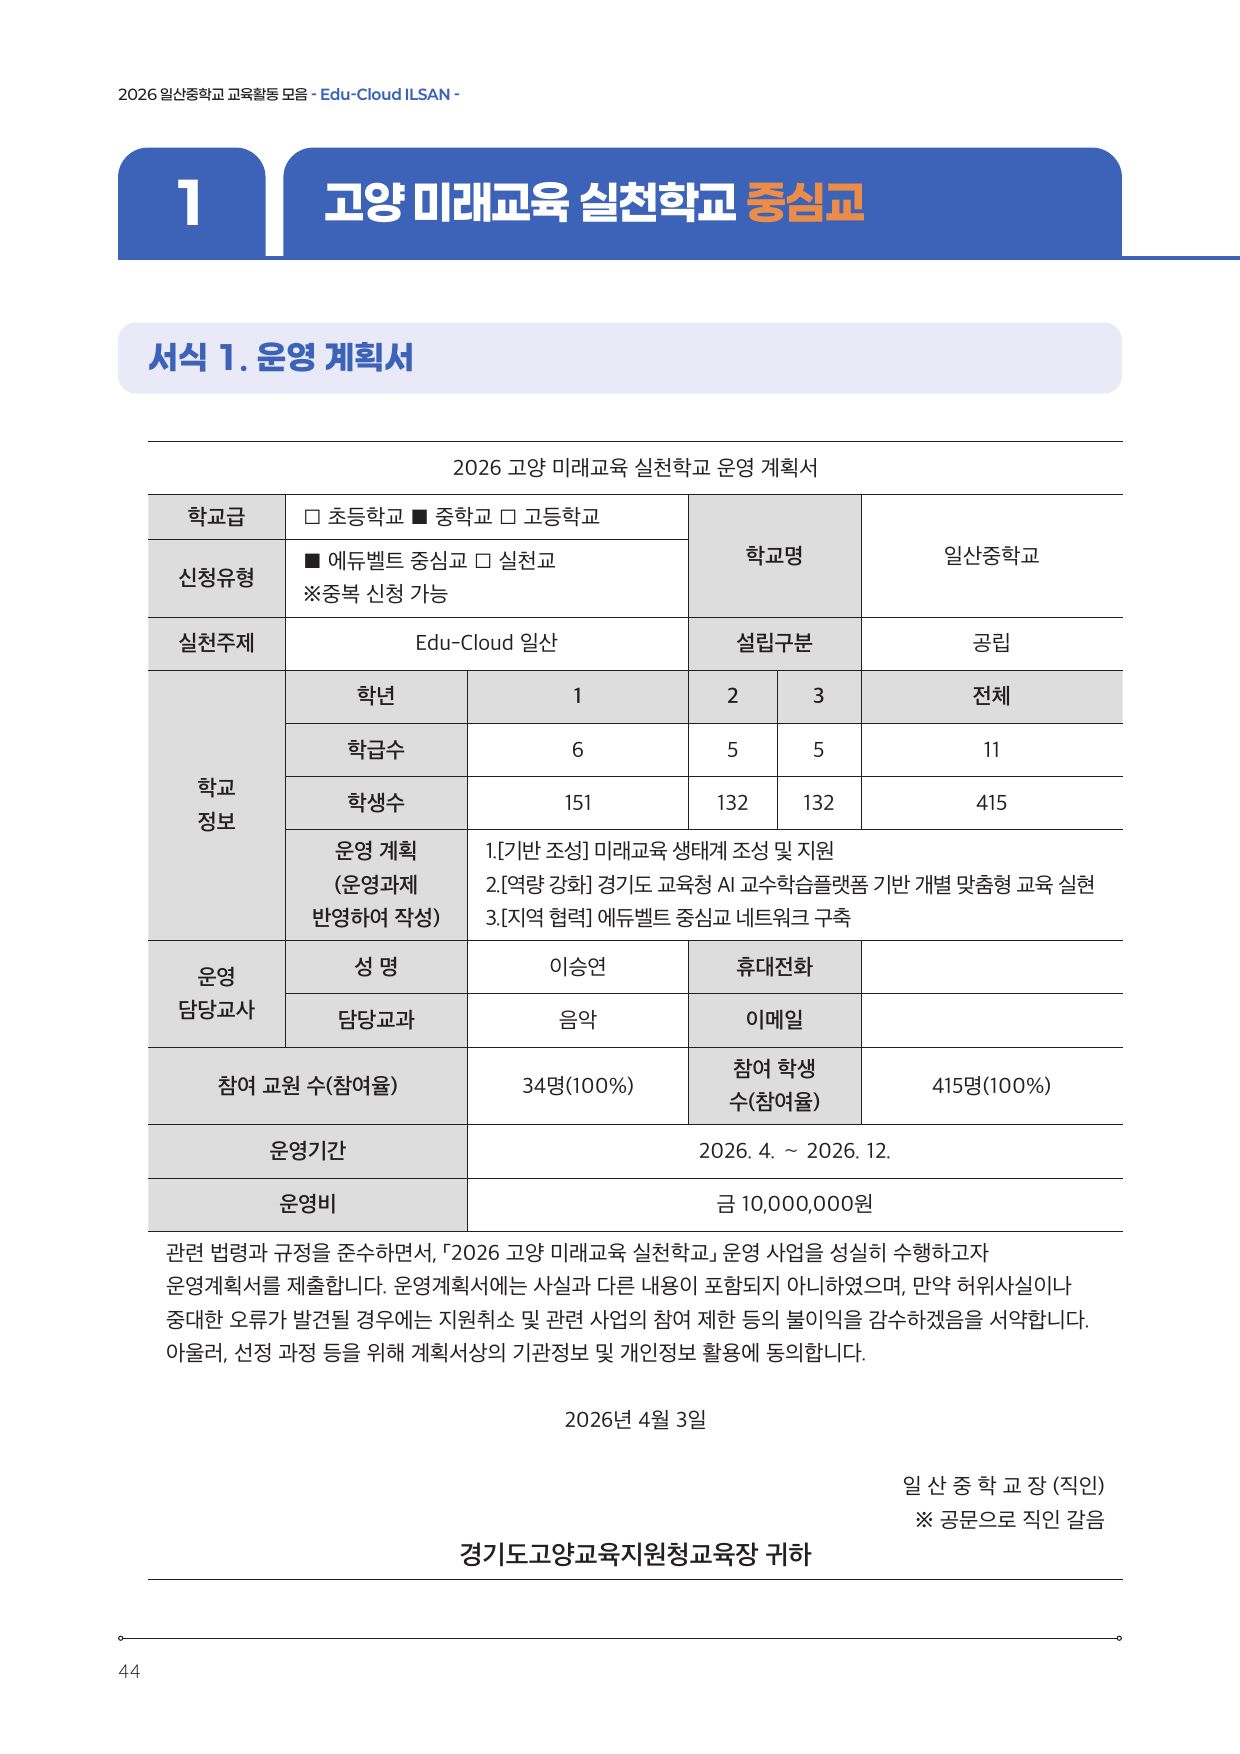 2026 일산중학교 교육활동 모음 - Edu-Cloud ILSAN -
1
고양 미래교육 실천학교 중심교
서식 1. 운영 계획서
2026 고양 미래교육 실천학교 운영 계획서
학교급
□ 초등학교 ■ 중학교 □ 고등학교
학교명
일산중학교
신청유형
■ 에듀벨트 중심교 □ 실천교
※중복 신청 가능
실천주제
Edu-Cloud 일산
설립구분
공립
학교
정보
학년
1
2
3
전체
학급수
6
5
5
11
학생수
151
132
132
415
운영 계획
(운영과제
반영하여 작성)
1.[기반 조성] 미래교육 생태계 조성 및 지원
2.[역량 강화] 경기도 교육청 AI 교수학습플랫폼 기반 개별 맞춤형 교육 실현
3.[지역 협력] 에듀벨트 중심교 네트워크 구축
운영
담당교사
성 명
이승연
휴대전화
담당교과
음악
이메일
참여 교원 수(참여율)
34명(100%)
참여 학생
수(참여율)
415명(100%)
운영기간
2026. 4. ~ 2026. 12.
운영비
금 10,000,000원
관련 법령과 규정을 준수하면서, 「2026 고양 미래교육 실천학교」 운영 사업을 성실히 수행하고자
운영계획서를 제출합니다. 운영계획서에는 사실과 다른 내용이 포함되지 아니하였으며, 만약 허위사실이나
중대한 오류가 발견될 경우에는 지원취소 및 관련 사업의 참여 제한 등의 불이익을 감수하겠음을 서약합니다.
아울러, 선정 과정 등을 위해 계획서상의 기관정보 및 개인정보 활용에 동의합니다.
2026년 4월 3일
일 산 중 학 교 장 (직인)
※ 공문으로 직인 갈음
경기도고양교육지원청교육장 귀하
44